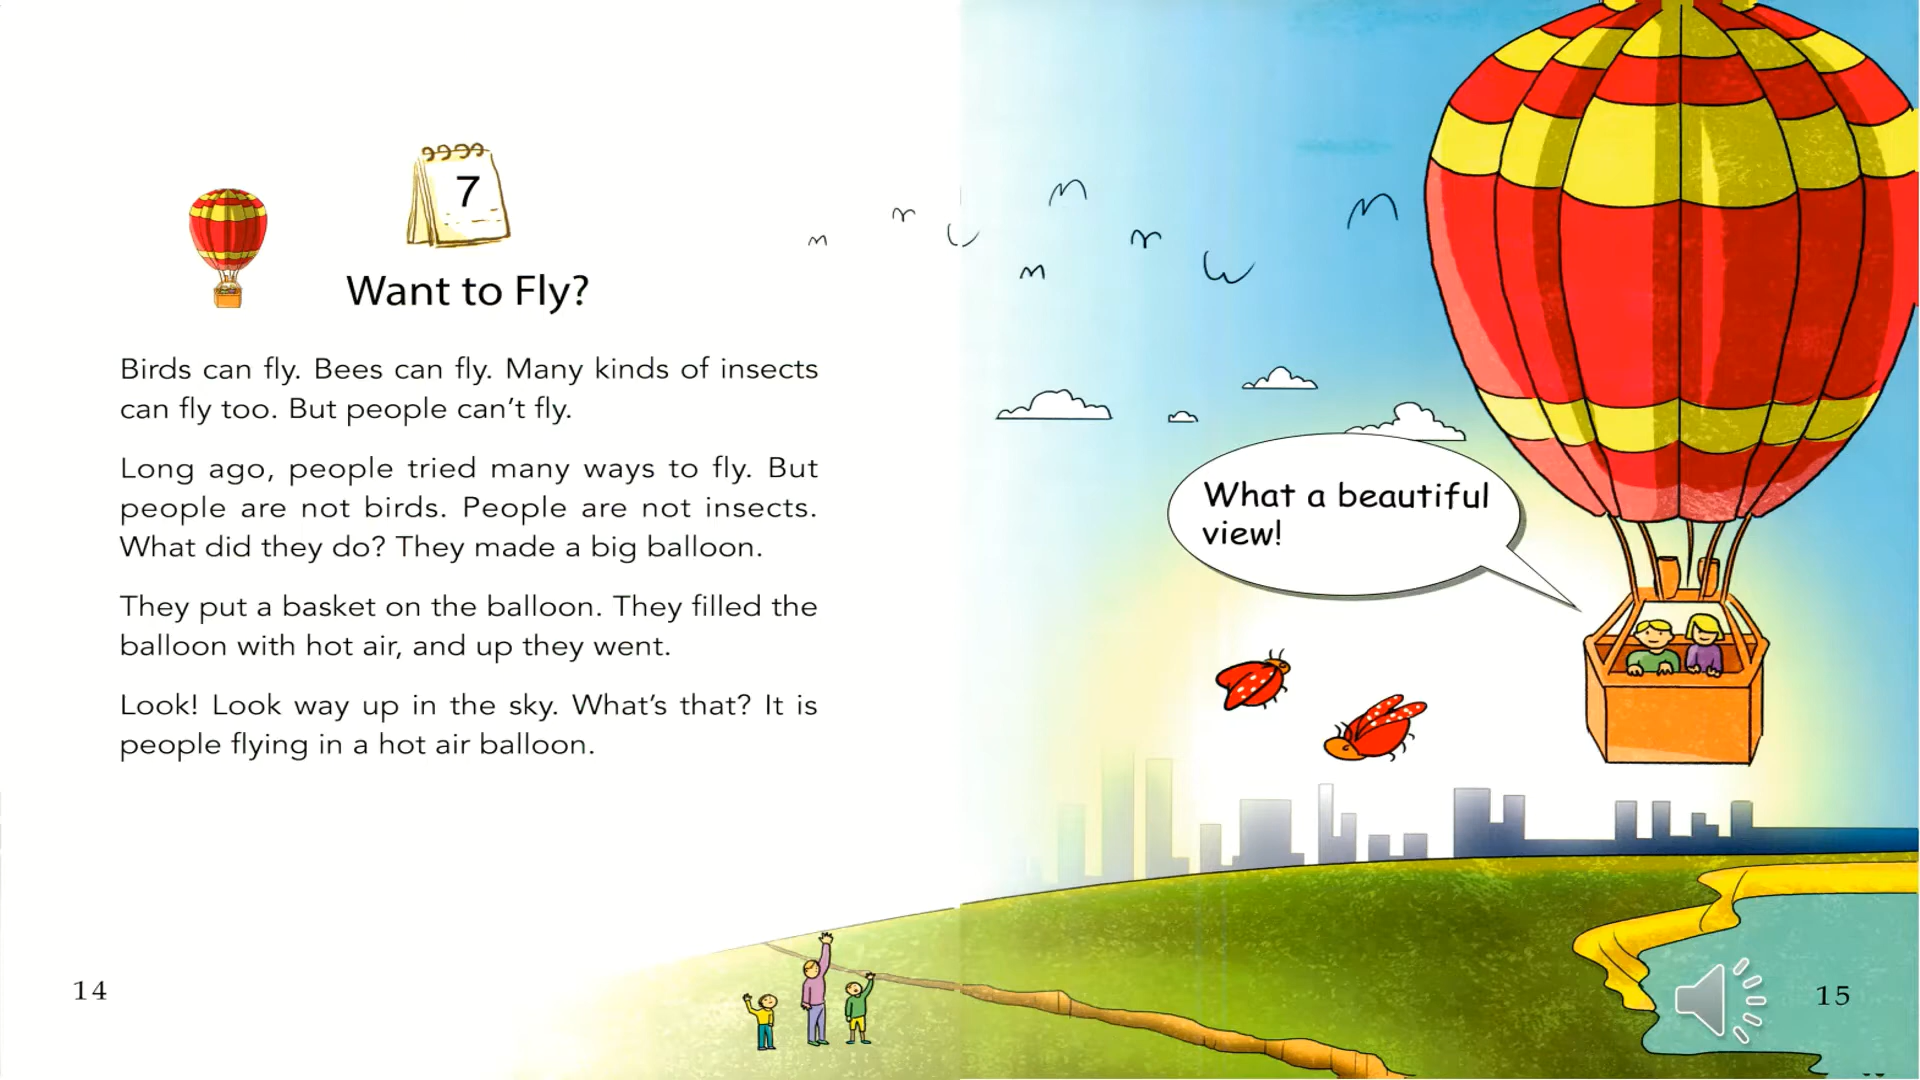 7
Want to Fly?
Birds can fly. Bees can fly. Many kinds of insects
can fly too. But people can’t fly.
Long ago, people tried many ways to fly. But
people are not birds. People are not insects.
What did they do? They made a big balloon.
They put a basket on the balloon. They filled the
balloon with hot air, and up they went.
Look! Look way up in the sky. What’s that? It is
people flying in a hot air balloon.
14
What a beautiful
view!
15